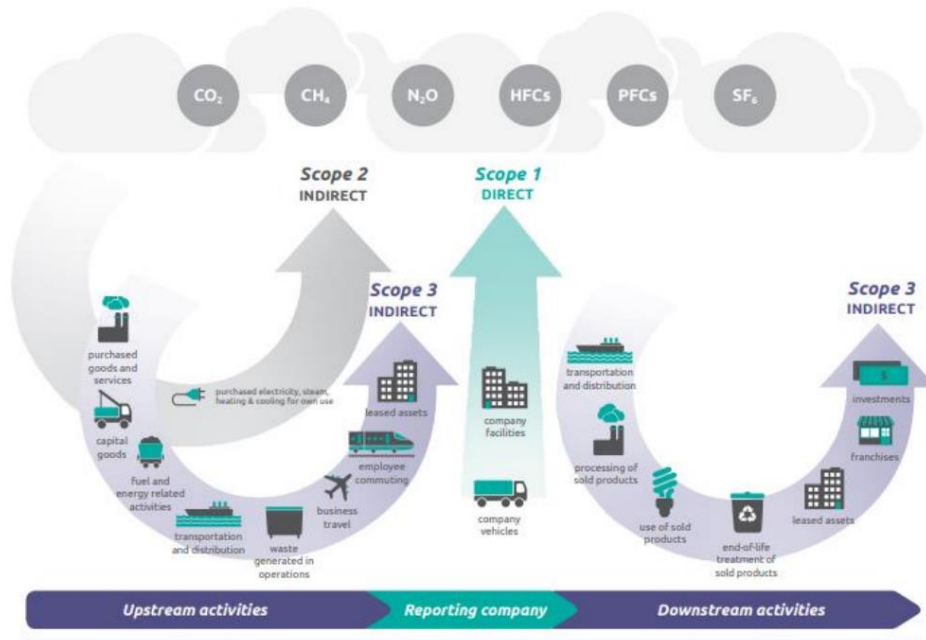 CO₂
CH₄
N₂O
HFCs
PFCs
SF₆
Scope 2
INDIRECT
Scope 1
DIRECT
Scope 3
INDIRECT
Scope 3
INDIRECT
purchased
goods and
services
capital
goods
fuel and
energy related
activities
transportation
and distribution
waste
generated in
operations
business
travel
employee
commuting
leased assets
purchased electricity, steam,
heating & cooling for own use
company
facilities
company
vehicles
transportation
and distribution
processing of
sold products
use of sold
products
end-of-life
treatment of
sold products
leased assets
franchises
investments
$
Upstream activities
Reporting company
Downstream activities